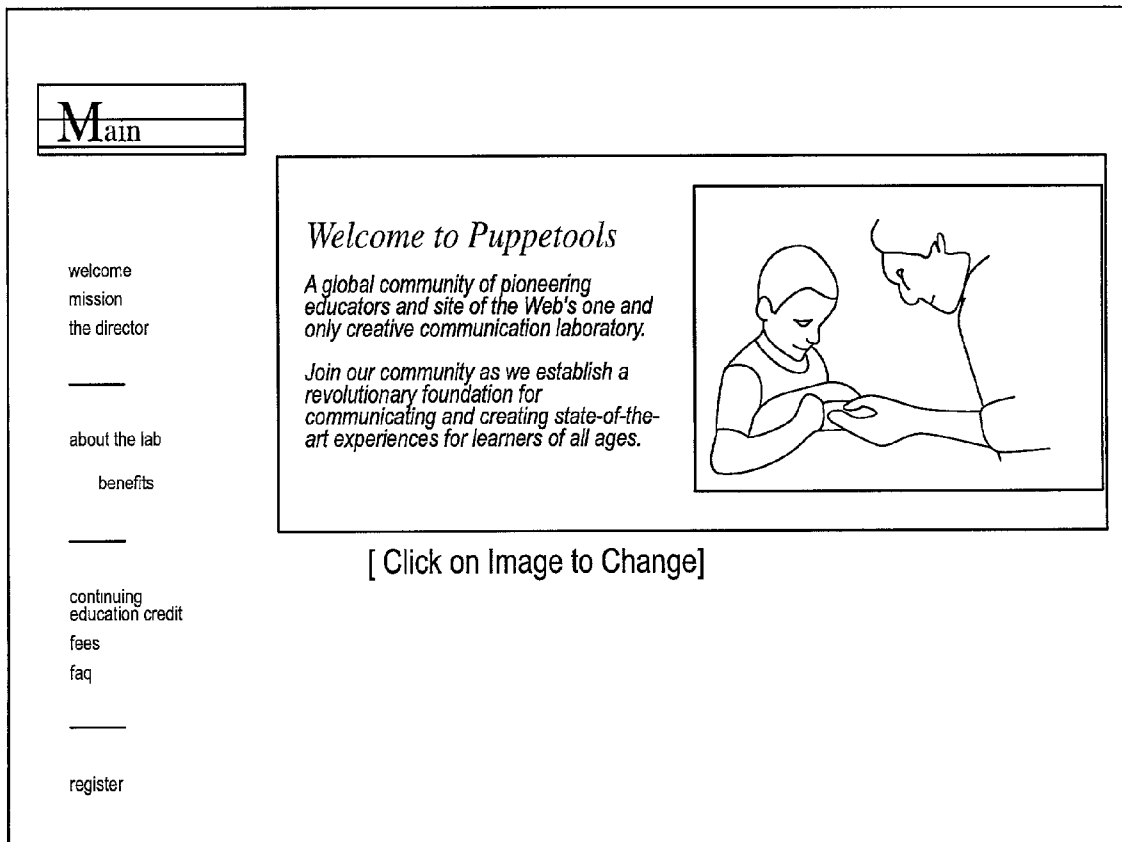 Main
welcome
mission
the director
about the lab
benefits
continuing
education credit
fees
faq
register
Welcome to Puppetools
A global community of pioneering
educators and site of the Web's one and
only creative communication laboratory.
Join our community as we establish a
revolutionary foundation for
communicating and creating state-of-the-
art experiences for learners of all ages.
[ Click on Image to Change]